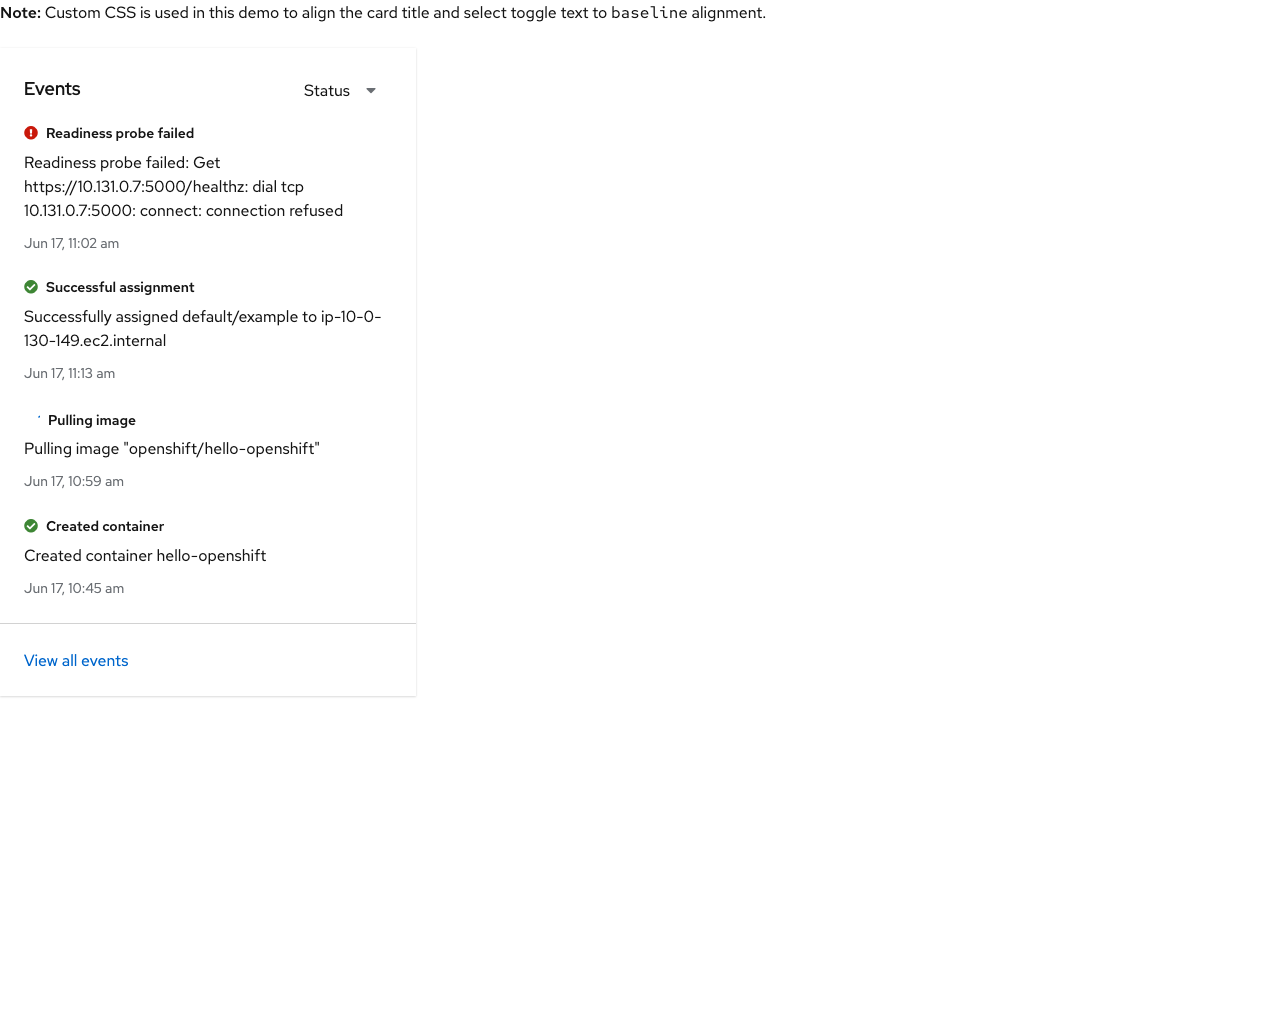 Note: Custom CSS is used in this demo to align the card title and select toggle text to baseline alignment.
Events
Status
Readiness probe failed
Readiness probe failed: Get
https://10.131.0.7:5000/healthz: dial tcp
10.131.0.7:5000: connect: connection refused
Jun 17, 11:02 am
Successful assignment
Successfully assigned default/example to ip-10-0-
130-149.ec2.internal
Jun 17, 11:13 am
Pulling image
Pulling image "openshift/hello-openshift"
Jun 17, 10:59 am
Created container
Created container hello-openshift
Jun 17, 10:45 am
View all events